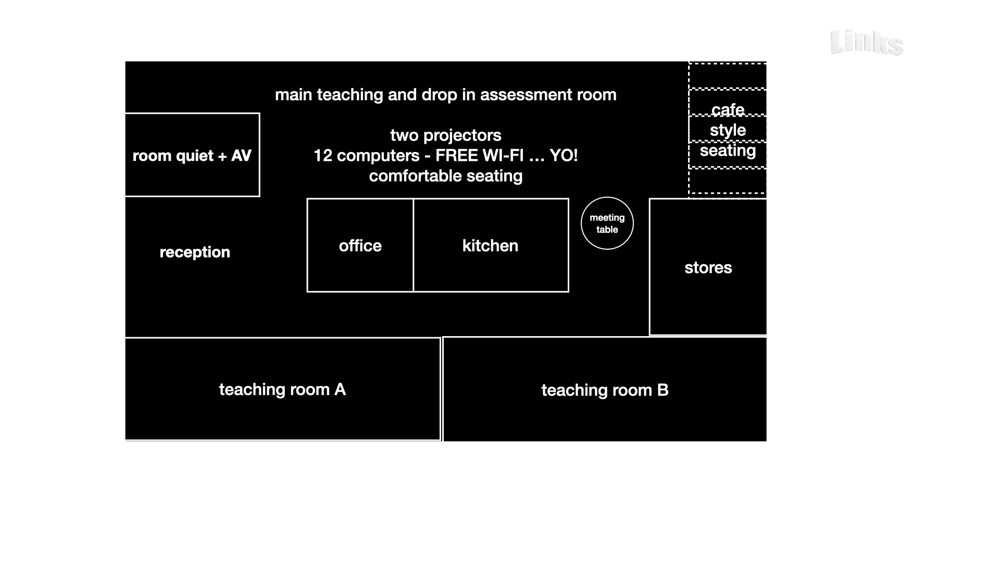 Links
main teaching and drop in assessment room
two projectors
12 computers - FREE WI-FI ... YO!
comfortable seating
cafe
style
seating
room quiet + AV
reception
office
kitchen
meeting
table
stores
teaching room A
teaching room B